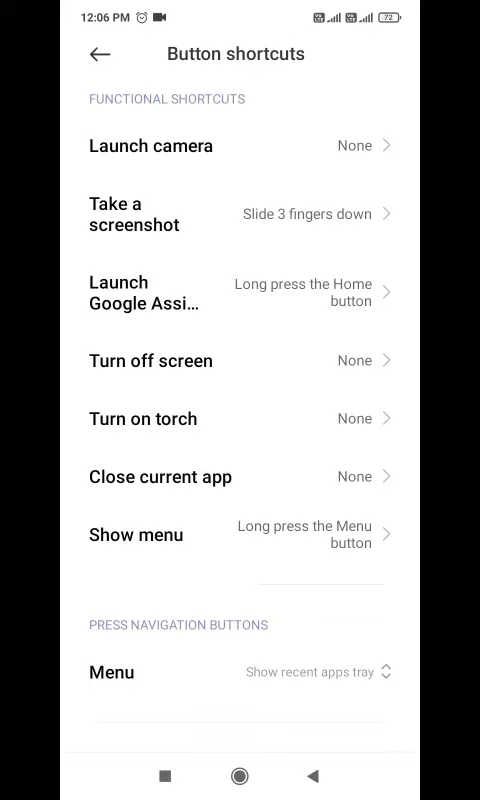 12:06 PM
72
Button shortcuts
FUNCTIONAL SHORTCUTS
Launch camera
None
Take a
screenshot
Slide 3 fingers down
Launch
Google Assi...
Long press the Home
button
Turn off screen
None
Turn on torch
None
Close current app
None
Show menu
Long press the Menu
button
PRESS NAVIGATION BUTTONS
Menu
Show recent apps tray